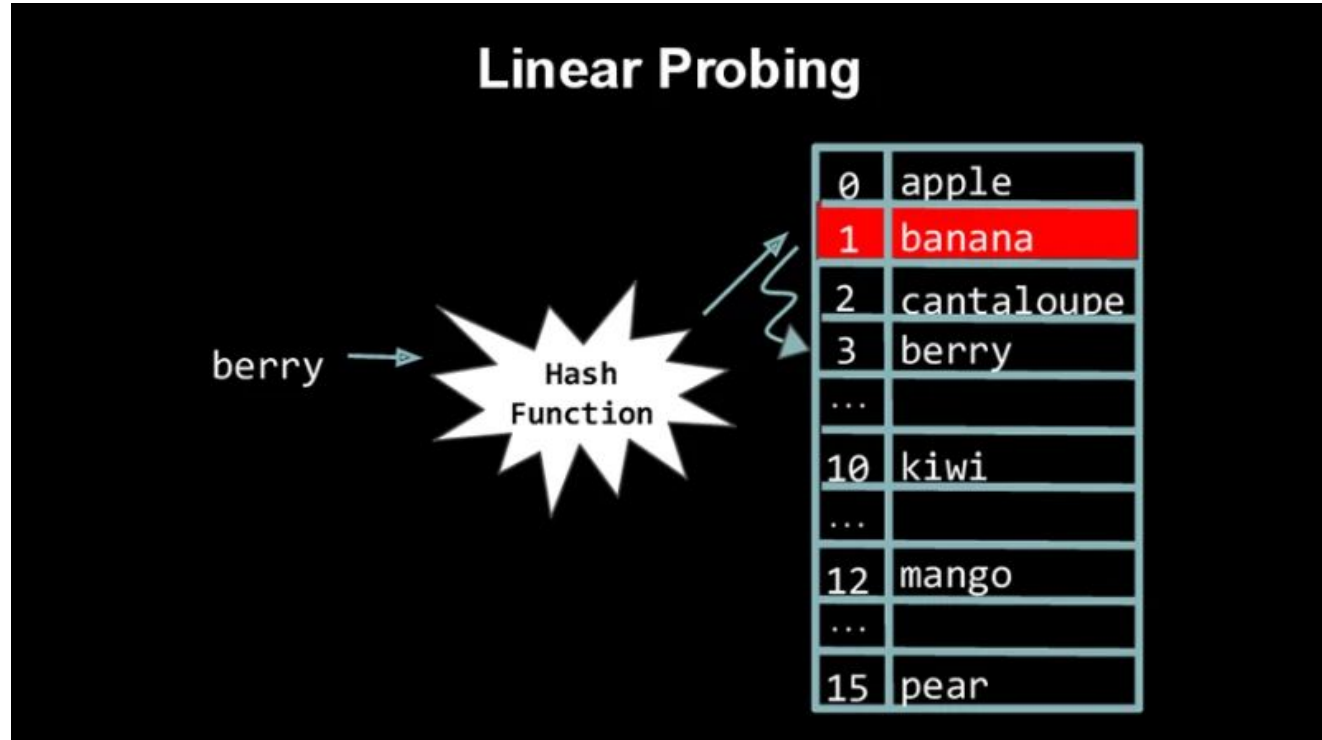 Linear Probing
berry
Hash
Function
0 apple
1 banana
2 cantaloupe
3 berry
...
10 kiwi
...
12 mango
...
15 pear